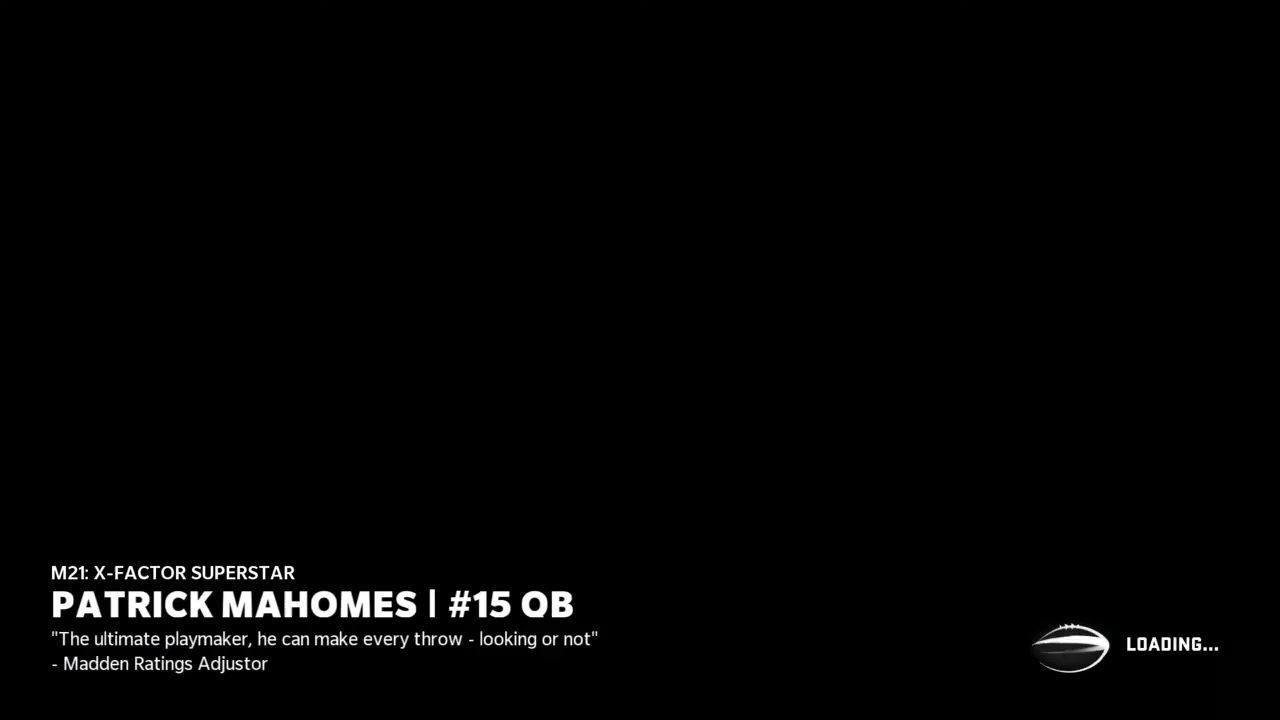 M21: X-FACTOR SUPERSTAR
PATRICK MAHOMES | #15 QB
"The ultimate playmaker, he can make every throw - looking or not"
- Madden Ratings Adjustor
LOADING...